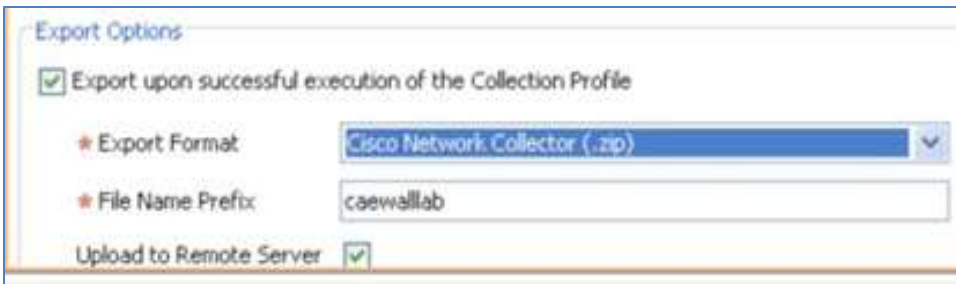 Export Options
Export upon successful execution of the Collection Profile
* Export Format Cisco Network Collector (.zip)
* File Name Prefix caewalllab
Upload to Remote Server